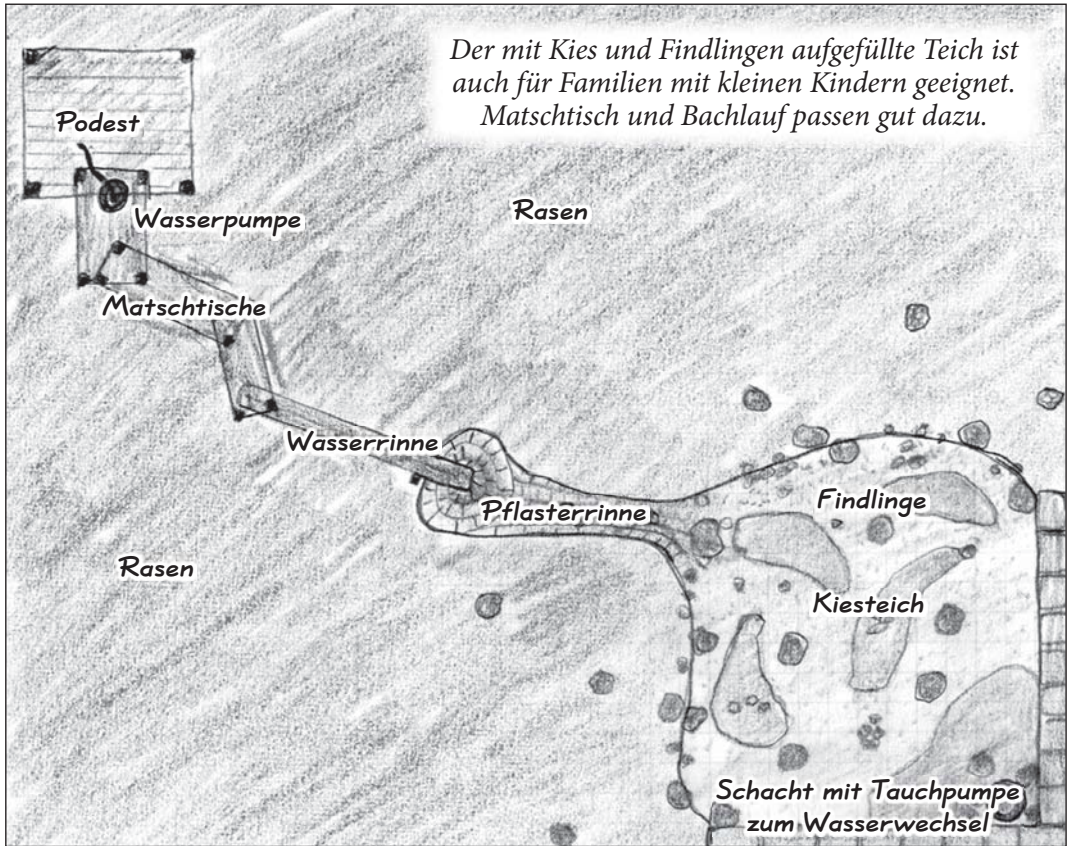 Der mit Kies und Findlingen aufgefüllte Teich ist
auch für Familien mit kleinen Kindern geeignet.
Matschtisch und Bachlauf passen gut dazu.
Podest
Wasserpumpe
Rasen
Matschtische
Wasserrinne
Pflasterrinne
Findlinge
Rasen
Kiesteich
Schacht mit Tauchpumpe
zum Wasserwechsel